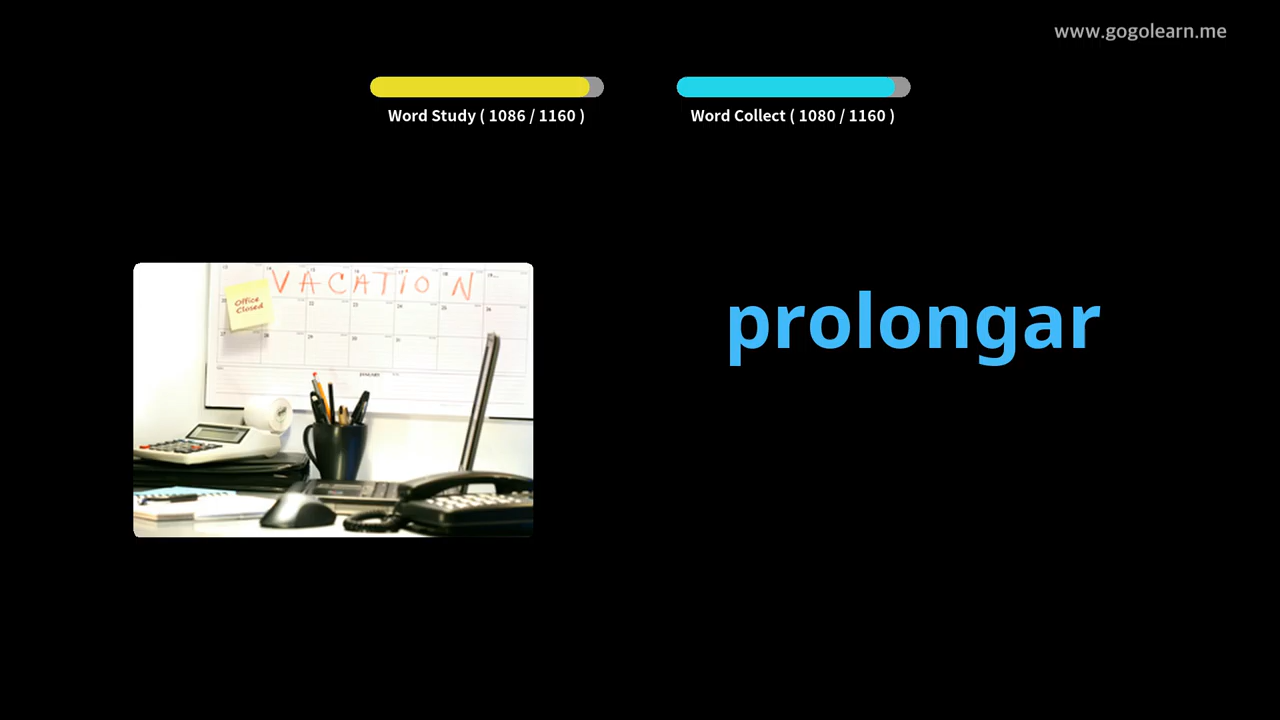 www.gogolearn.me
Word Study ( 1086 / 1160 )
Word Collect ( 1080 / 1160 )
VACATION
Office
Closed
prolongar